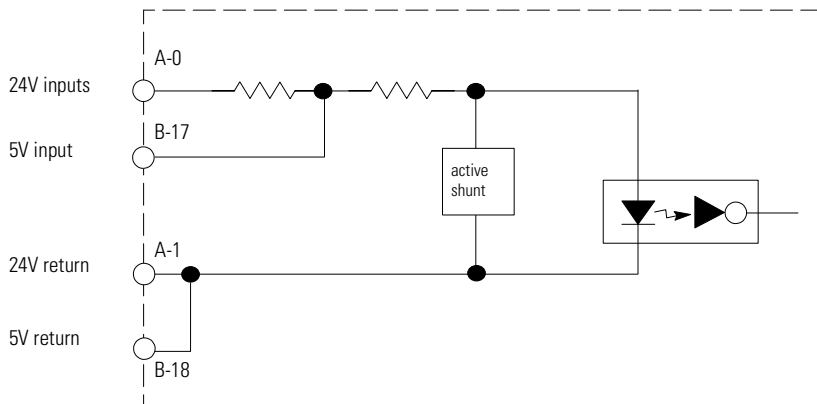 A-0
24V inputs
B-17
5V input
active
shunt
A-1
24V return
5V return
B-18